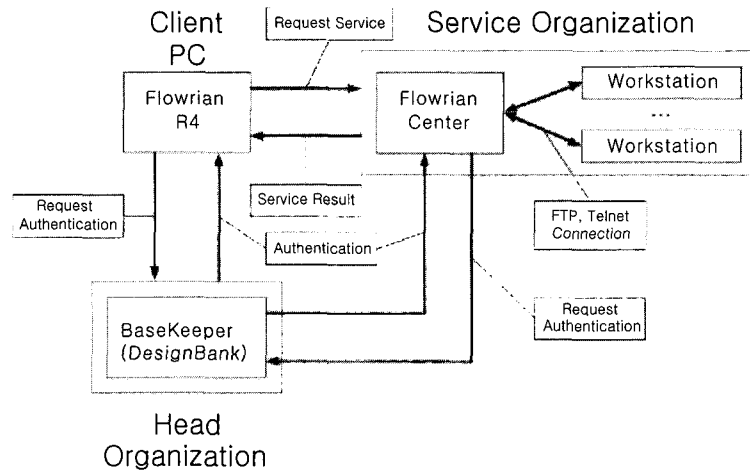 Client
PC
Request Service
Service Organization
Flowrian
R4
Flowrian
Center
Workstation
...
Workstation
Service Result
Request
Authentication
Authentication
FTP, Telnet
Connection
Request
Authentication
BaseKeeper
(DesignBank)
Head
Organization